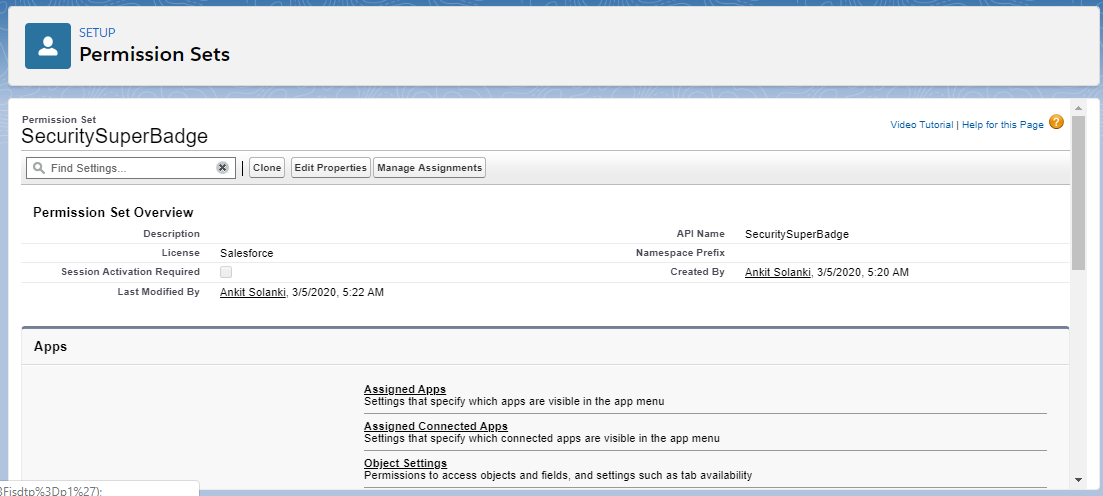 SETUP
Permission Sets
Permission Set
SecuritySuperBadge
Video Tutorial | Help for this Page ?
Find Settings... Clone Edit Properties Manage Assignments
Permission Set Overview
Description API Name SecuritySuperBadge
License Salesforce Namespace Prefix
Session Activation Required Created By Ankit Solanki, 3/5/2020, 5:20 AM
Last Modified By Ankit Solanki, 3/5/2020, 5:22 AM
Apps
Assigned Apps
Settings that specify which apps are visible in the app menu
Assigned Connected Apps
Settings that specify which connected apps are visible in the app menu
Object Settings
Permissions to access objects and fields, and settings such as tab availability
Fisdtp%3Dp1%27);